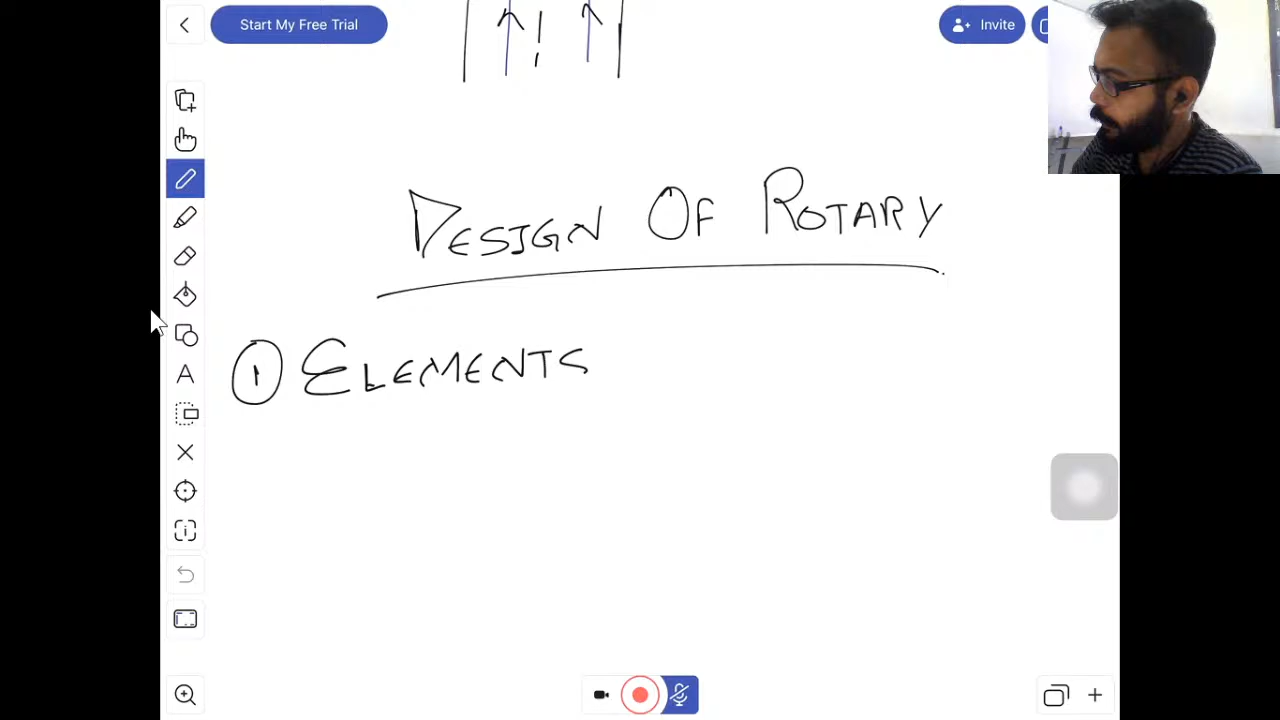 Start My Free Trial
Invite
DESIGN OF ROTARY
1 ELEMENTS
A